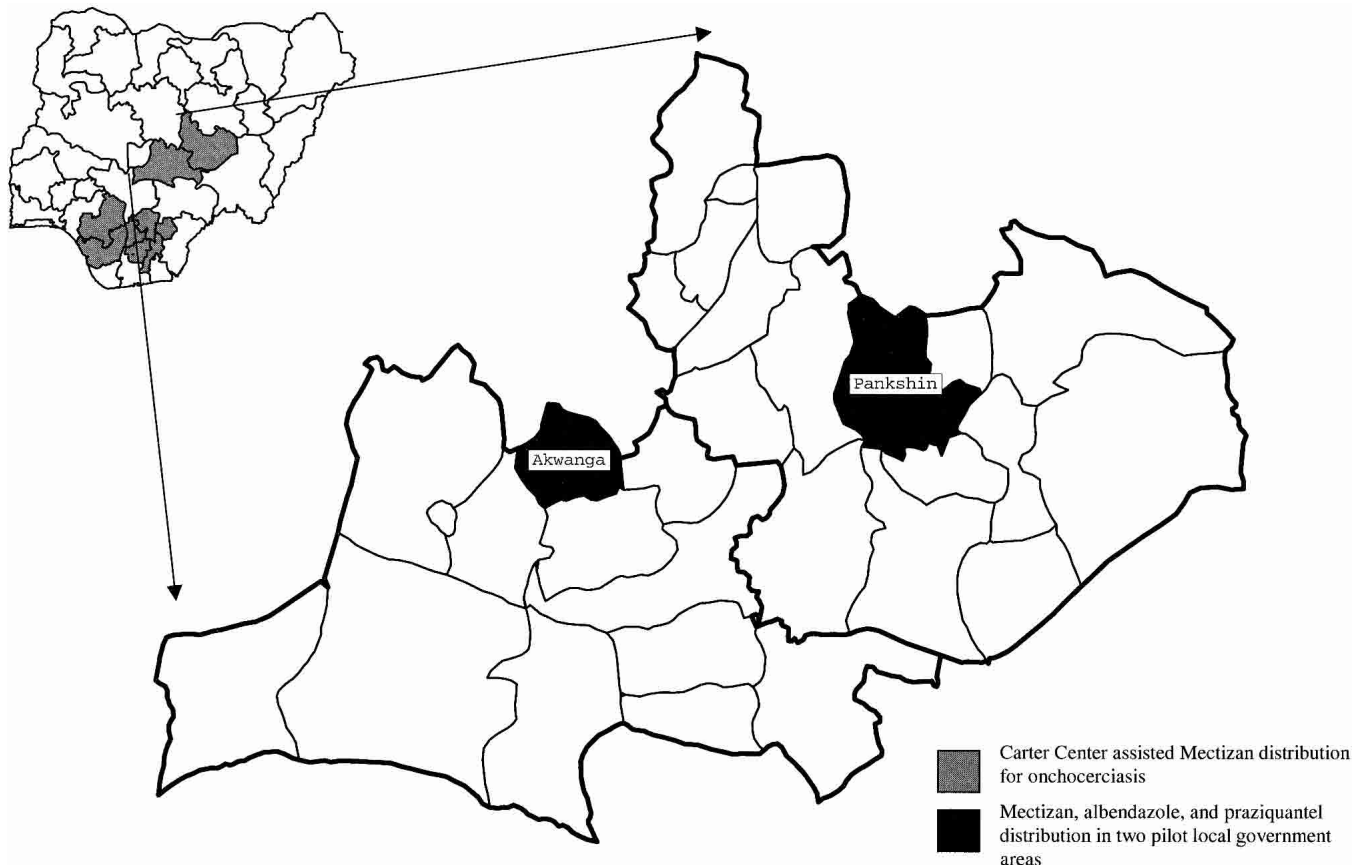 Pankshin
Akwanga
Carter Center assisted Mectizan distribution
for onchocerciasis
Mectizan, albendazole, and praziquantel
distribution in two pilot local government
areas